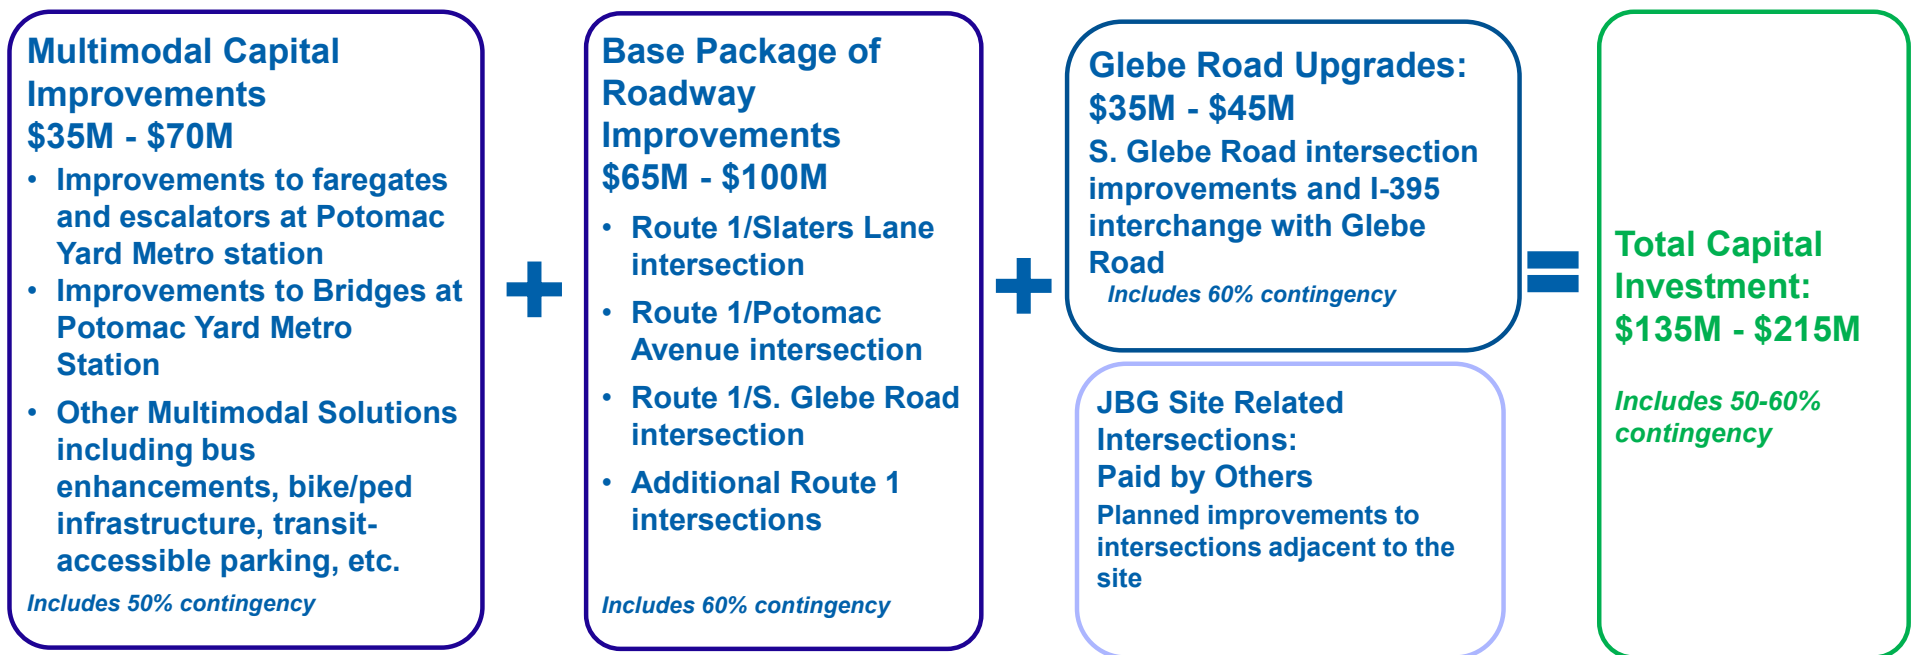 Multimodal Capital
Improvements
$35M - $70M
• Improvements to faregates
and escalators at Potomac
Yard Metro station
• Improvements to Bridges at
Potomac Yard Metro
Station
• Other Multimodal Solutions
including bus
enhancements, bike/ped
infrastructure, transit-
accessible parking, etc.
Includes 50% contingency
+
Base Package of
Roadway
Improvements
$65M - $100M
• Route 1/Slaters Lane
intersection
• Route 1/Potomac
Avenue intersection
• Route 1/S. Glebe Road
intersection
• Additional Route 1
intersections
Includes 60% contingency
+
Glebe Road Upgrades:
$35M - $45M
S. Glebe Road intersection
improvements and I-395
interchange with Glebe
Road
Includes 60% contingency
JBG Site Related
Intersections:
Paid by Others
Planned improvements to
intersections adjacent to the
site
=
Total Capital
Investment:
$135M - $215M
Includes 50-60%
contingency